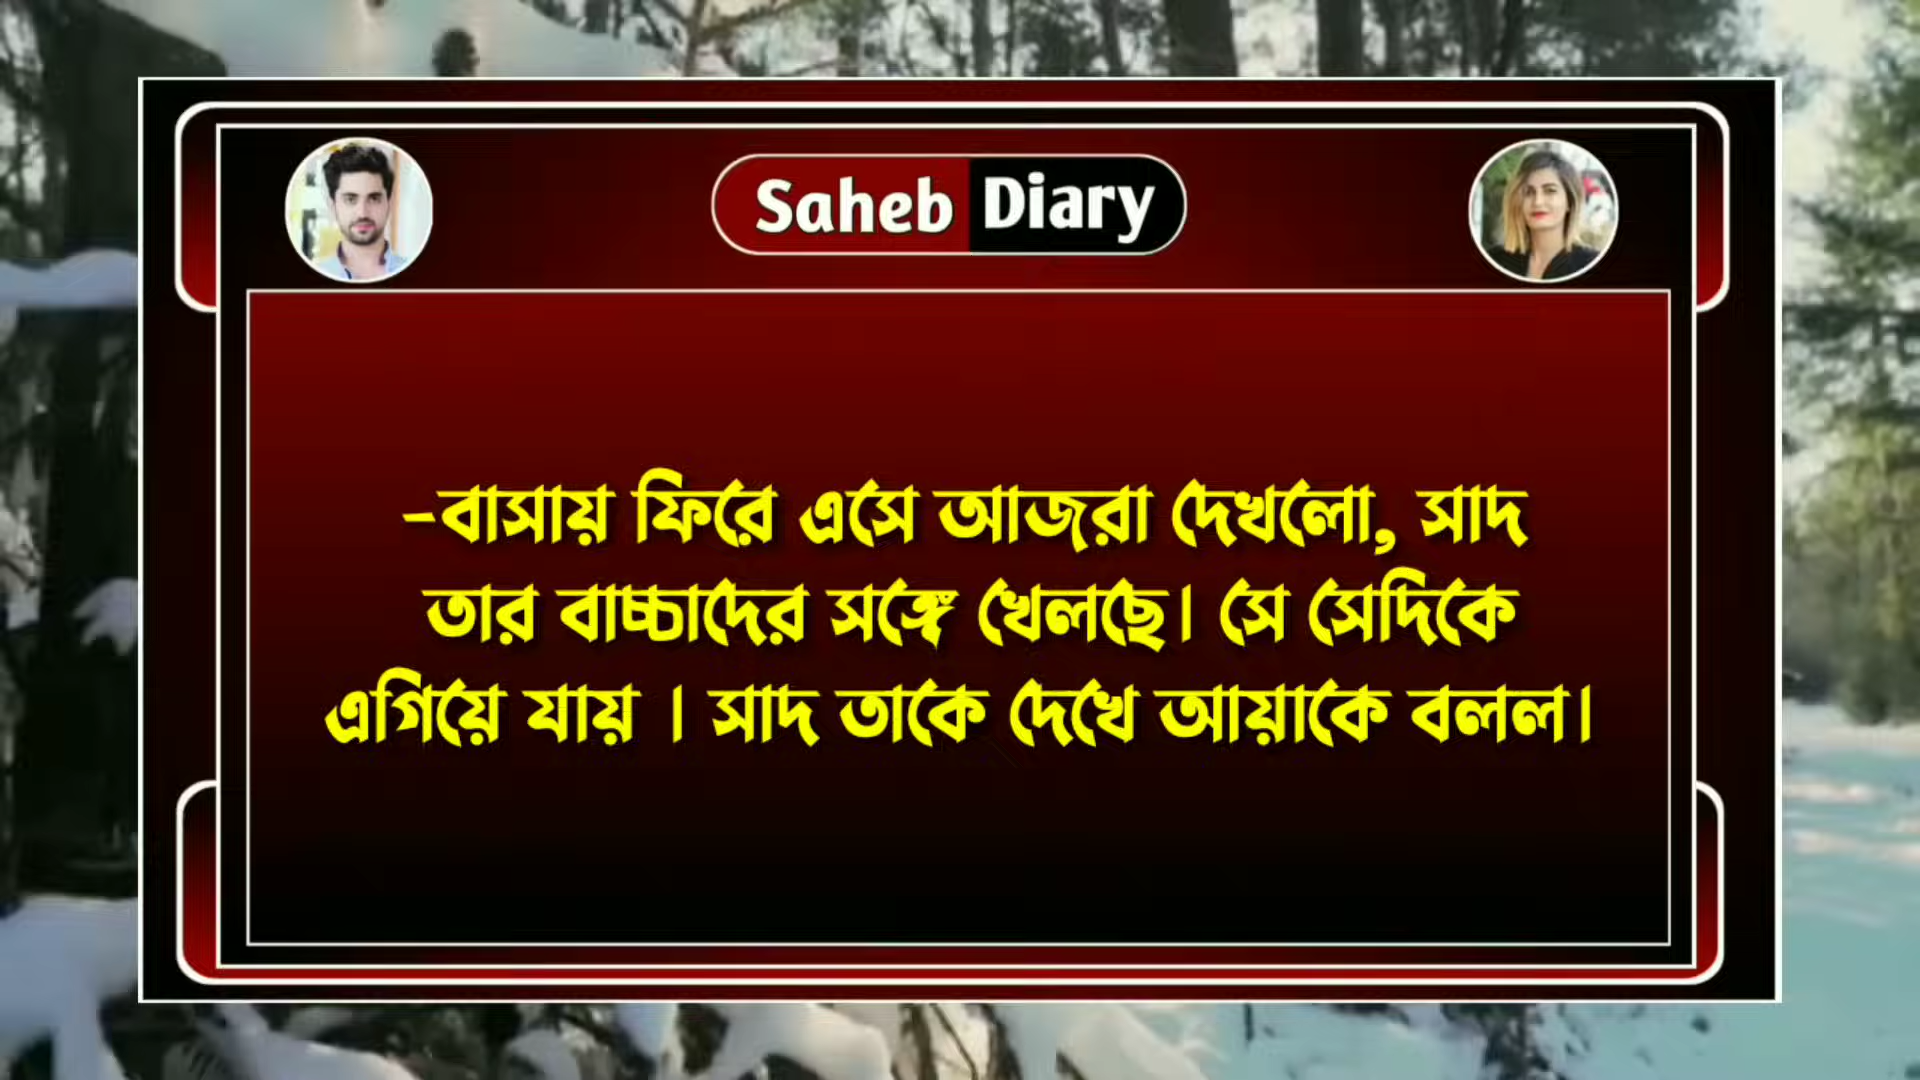 Saheb Diary
-বাসায় ফিরে এসে আজরা দেখলো, সাদ
তার বাচ্চাদের সঙ্গে খেলছে। সে সেদিকে
এগিয়ে যায় । সাদ তাকে দেখে আয়াকে বলল।